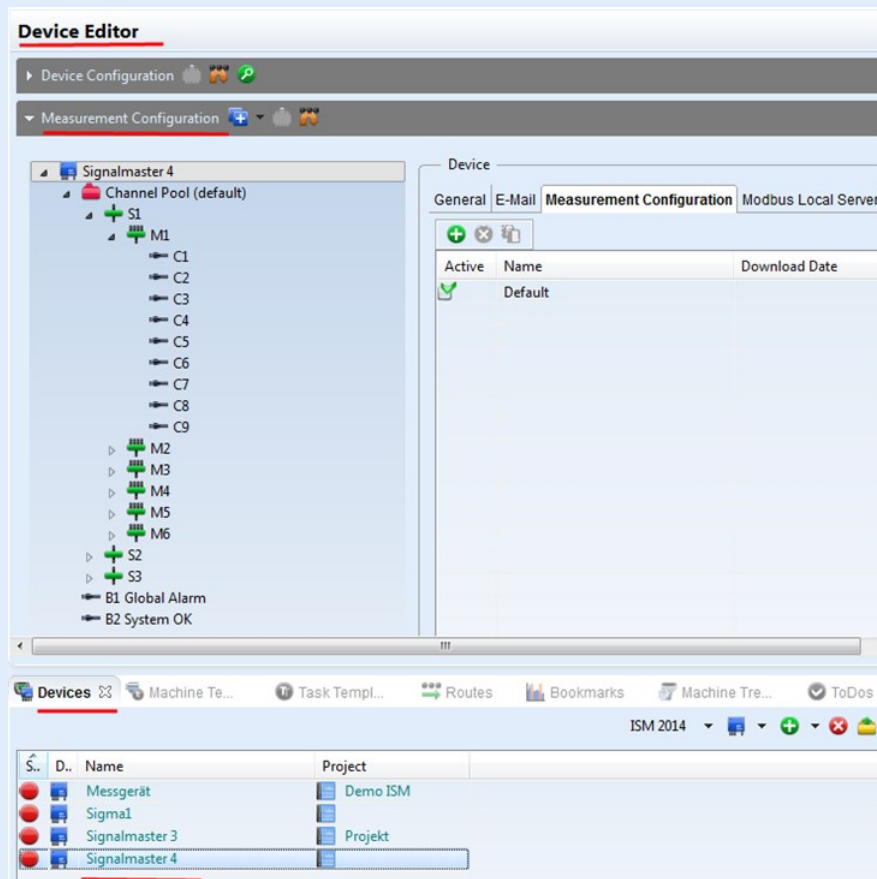 Device Editor
Device Configuration
Measurement Configuration
Signalmaster 4
Channel Pool (default)
S1
M1
C1
C2
C3
C4
C5
C6
C7
C8
C9
M2
M3
M4
M5
M6
S2
S3
B1 Global Alarm
B2 System OK
Device
General E-Mail Measurement Configuration Modbus Local Server
Active Name Download Date
Default
Devices Machine Te... Task Templ... Routes Bookmarks Machine Tre... ToDos
ISM 2014
S.. D.. Name Project
Messgerät Demo ISM
Sigma1
Signalmaster 3 Projekt
Signalmaster 4